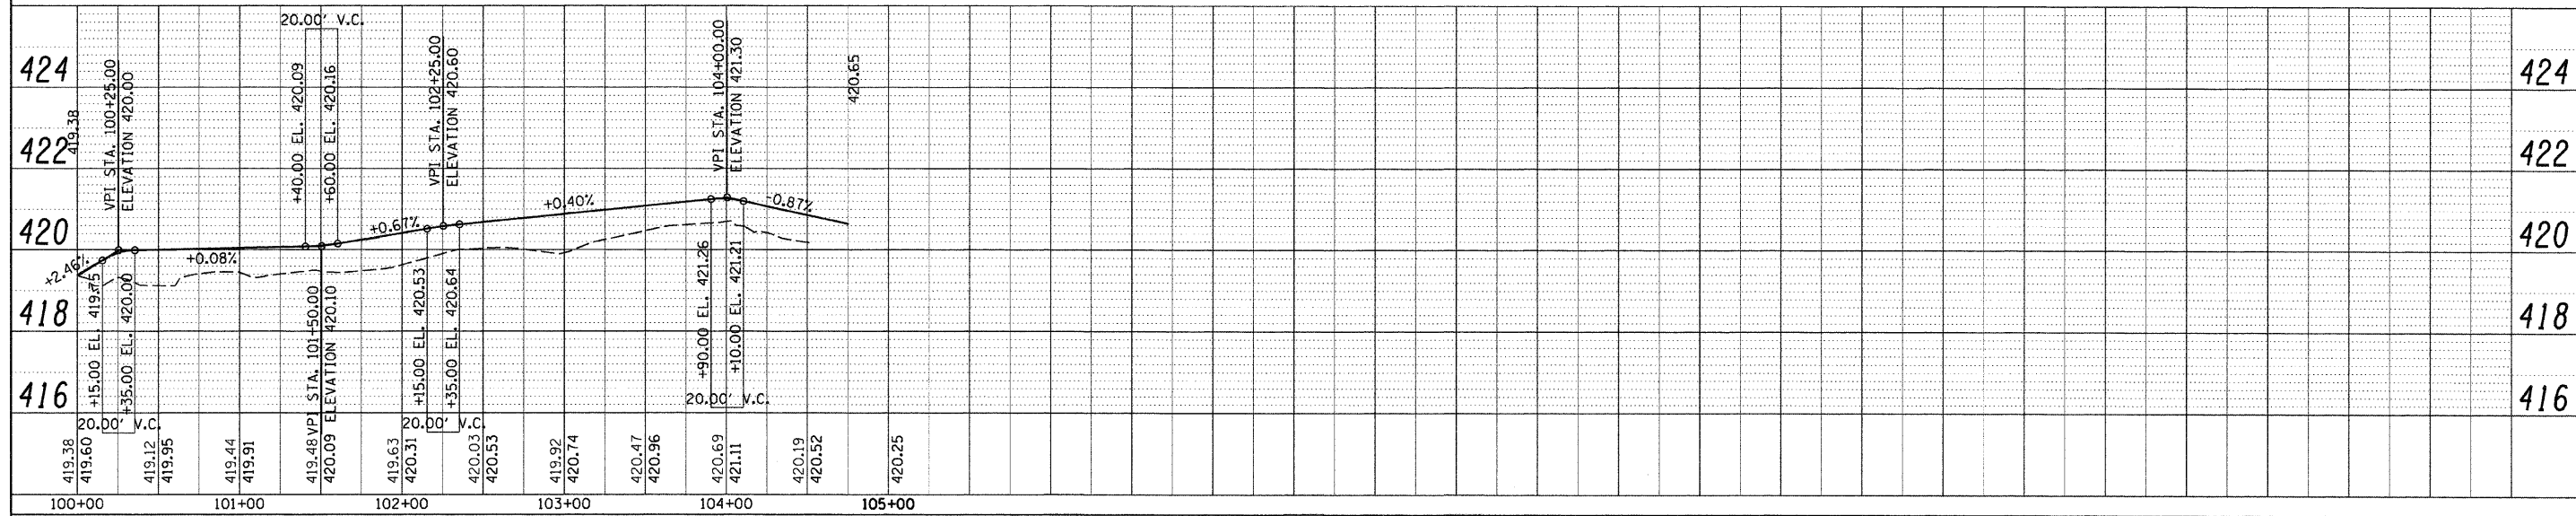 20.00' V.C.
424
422
420
418
416
424
422
420
418
416
419.38
VPI STA. 100+25.00
ELEVATION 420.00
+40.00 EL. 420.09
+60.00 EL. 420.16
VPI STA. 102+25.00
ELEVATION 420.60
VPI STA. 104+00.00
ELEVATION 421.30
420.65
+2.46%
+0.08%
+0.67%
+0.40%
-0.87%
+15.00 EL. 419.75
+35.00 EL. 420.00
20.00' V.C.
VPI STA. 101+50.00
ELEVATION 420.10
+15.00 EL. 420.53
+35.00 EL. 420.64
20.00' V.C.
+90.00 EL. 421.26
+10.00 EL. 421.21
20.00' V.C.
419.38
419.60
419.12
419.95
419.44
419.91
419.48
420.09
419.63
420.31
420.03
420.53
419.92
420.74
420.47
420.96
420.69
421.11
420.19
420.52
420.25
100+00
101+00
102+00
103+00
104+00
105+00